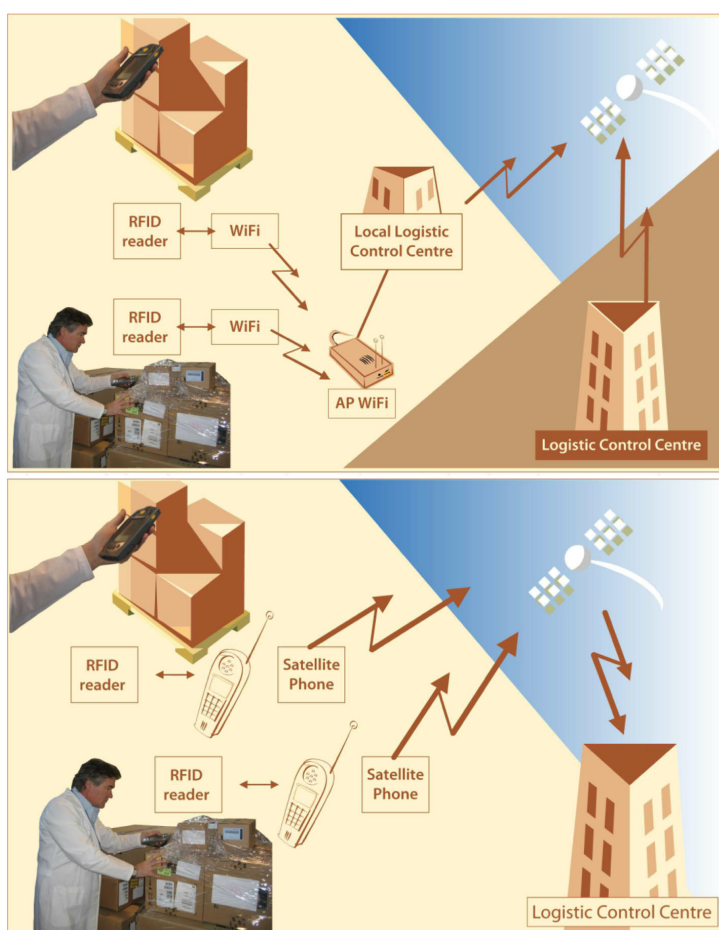 RFID
reader
WiFi
Local Logistic
Control Centre
RFID
reader
WiFi
AP WiFi
Logistic Control Centre
RFID
reader
Satellite
Phone
RFID
reader
Satellite
Phone
Logistic Control Centre